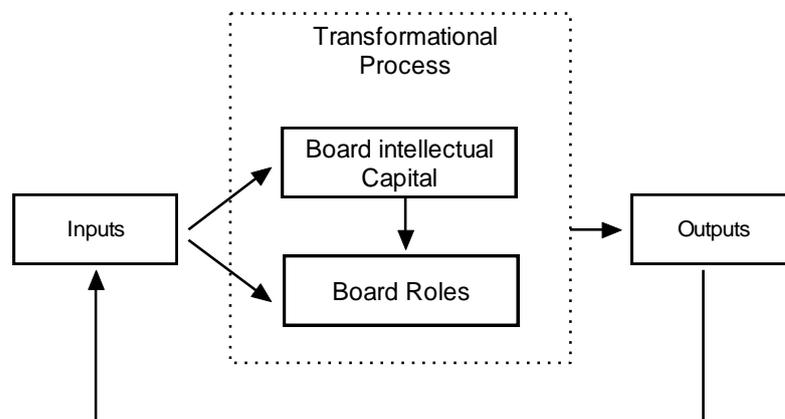 Transformational
Process
Board intellectual
Capital
Inputs
Outputs
Board Roles